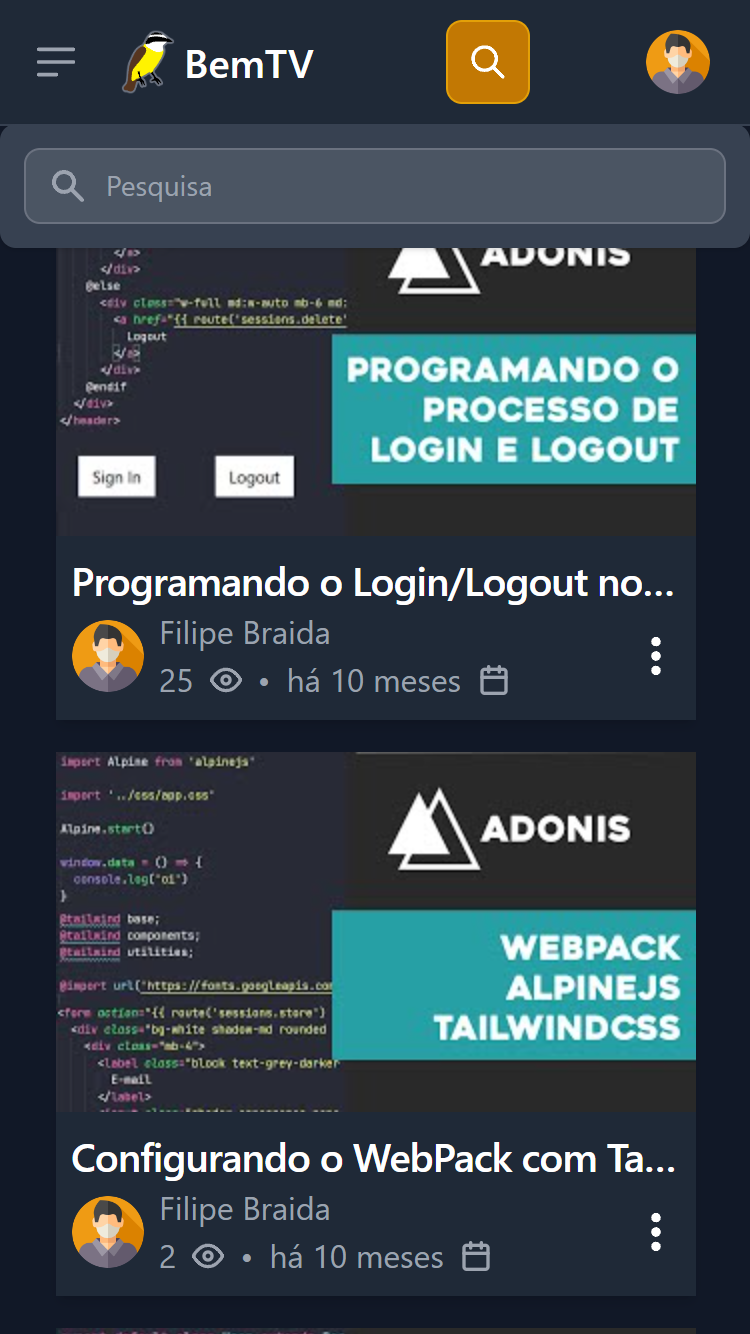 BemTV
Pesquisa
</a>
</div>
@else
<div class="w-full md:w-auto mb-6 md:
<a href="{{ route('sessions.delete'
Logout
</a>
</div>
@endif
</div>
</header>
Sign In
Logout
ADONIS
PROGRAMANDO O
PROCESSO DE
LOGIN E LOGOUT
Programando o Login/Logout no...
Filipe Braida
25 • há 10 meses
import Alpine from 'alpinejs'
import '../css/app.css'
Alpine.start()
window.data = () => {
console.log("oi")
}
@tailwind base;
@tailwind components;
@tailwind utilities;
@import url('https://fonts.googleapis.com
<form action="{{ route('sessions.store')
<div class="bg-white shadow-md rounded
<div class="mb-4">
<label class="block text-grey-darker
E-mail
</label>
ADONIS
WEBPACK
ALPINEJS
TAILWINDCSS
Configurando o WebPack com Ta...
Filipe Braida
2 • há 10 meses